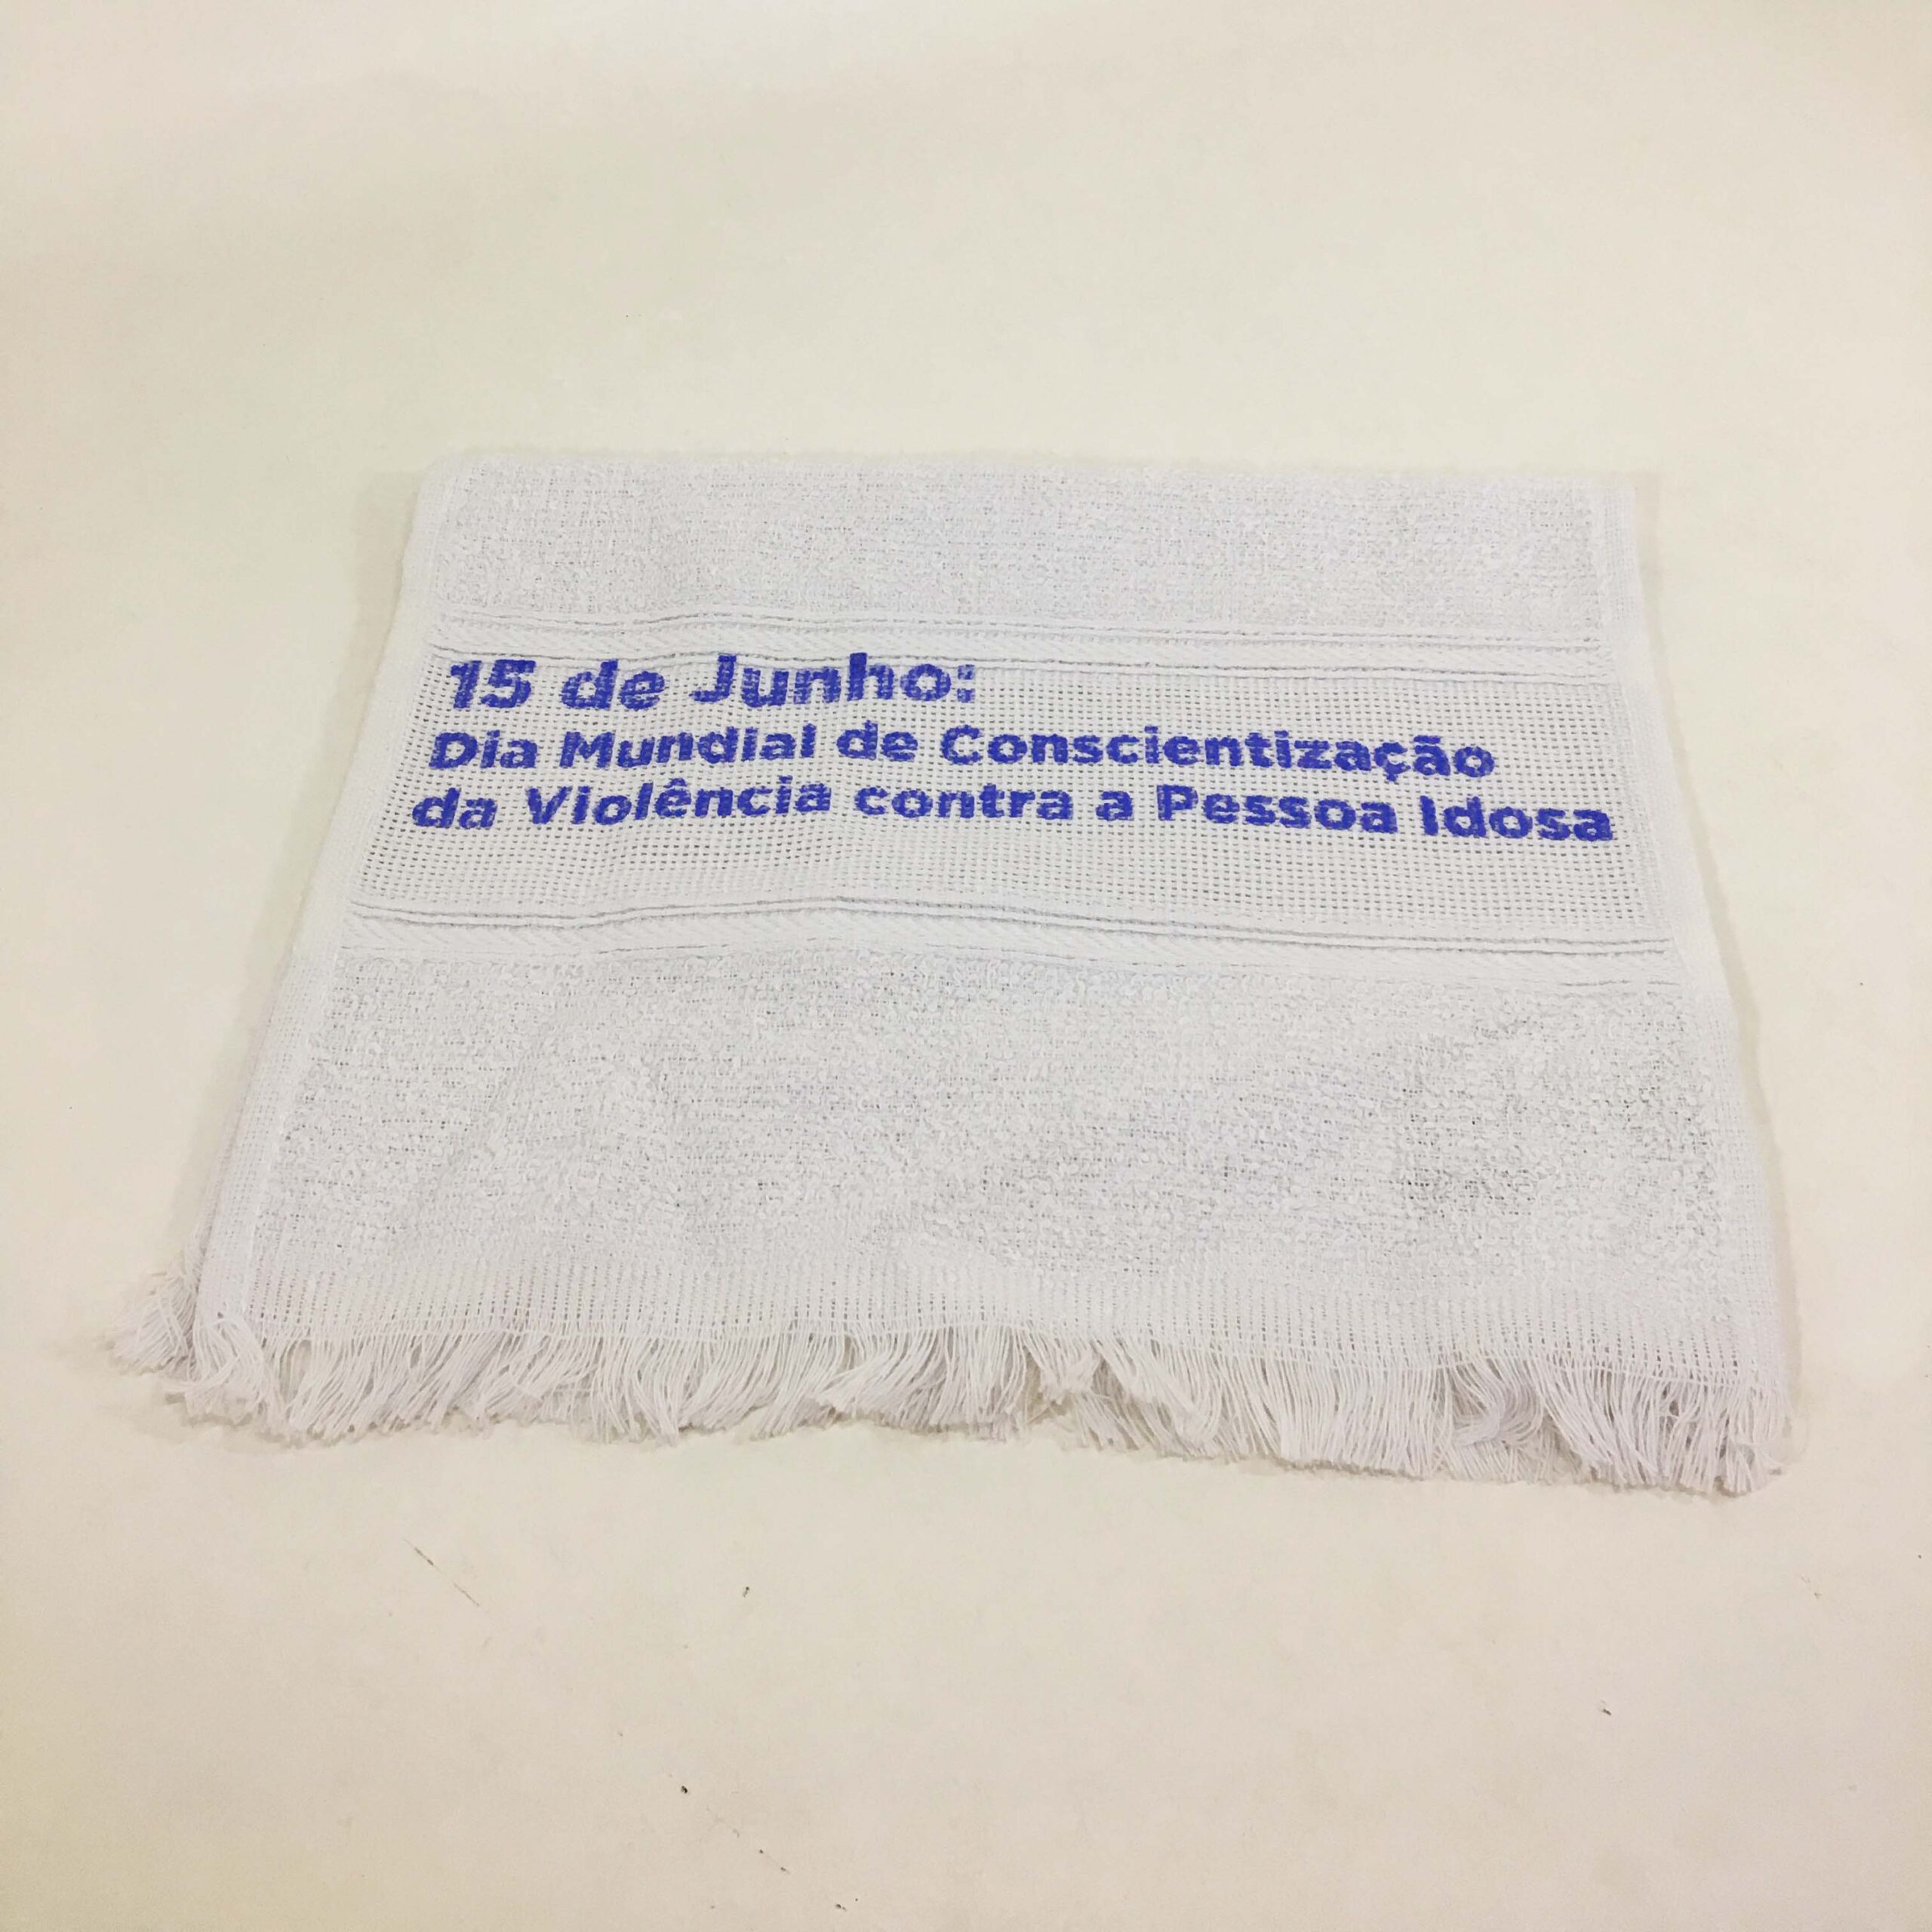 15 de Junho:
Dia Mundial de Conscientização
da Violência contra a Pessoa Idosa